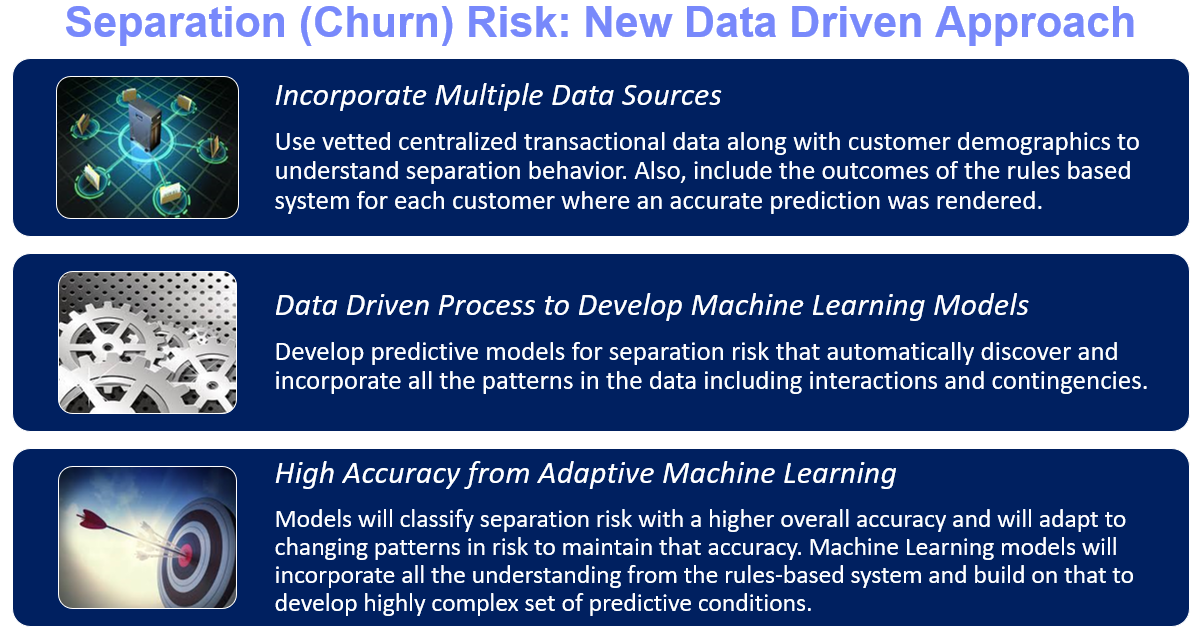 Separation (Churn) Risk: New Data Driven Approach
Incorporate Multiple Data Sources
Use vetted centralized transactional data along with customer demographics to
understand separation behavior. Also, include the outcomes of the rules based
system for each customer where an accurate prediction was rendered.
Data Driven Process to Develop Machine Learning Models
Develop predictive models for separation risk that automatically discover and
incorporate all the patterns in the data including interactions and contingencies.
High Accuracy from Adaptive Machine Learning
Models will classify separation risk with a higher overall accuracy and will adapt to
changing patterns in risk to maintain that accuracy. Machine Learning models will
incorporate all the understanding from the rules-based system and build on that to
develop highly complex set of predictive conditions.